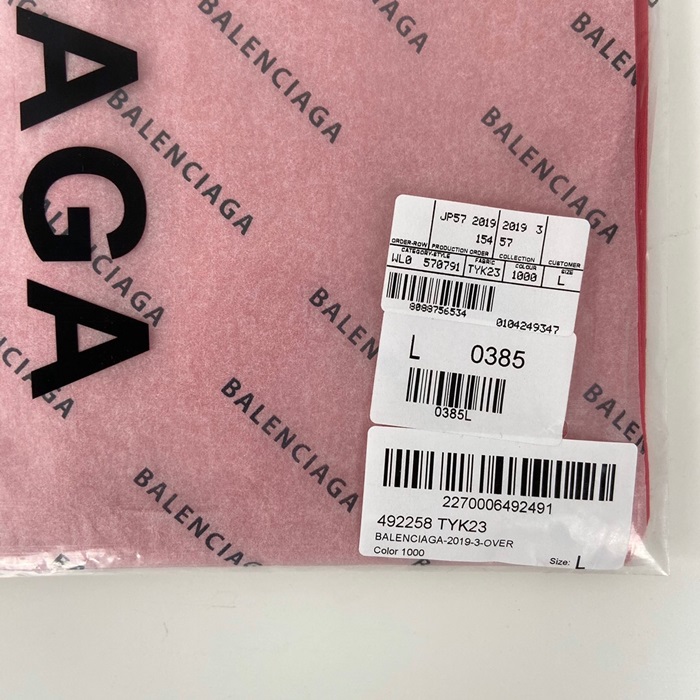 AGA
BALENCIAGA
BALENCIAGA
BALENCIAGA
BALENCIAGA
BALENCIAGA
BALENCIAGA
BALENCIAGA
JP57 2019 2019 3
154 57
ORDER-ROW PRODUCTION ORDER COLLECTION CUSTOMER
CATEGORY-STYLE FABRIC COLOUR SIZE
WL0 570791 TYK23 1000 L
8088756534
0104249347
L 0385
0385L
2270006492491
492258 TYK23
BALENCIAGA-2019-3-OVER
Color 1000
Size: L